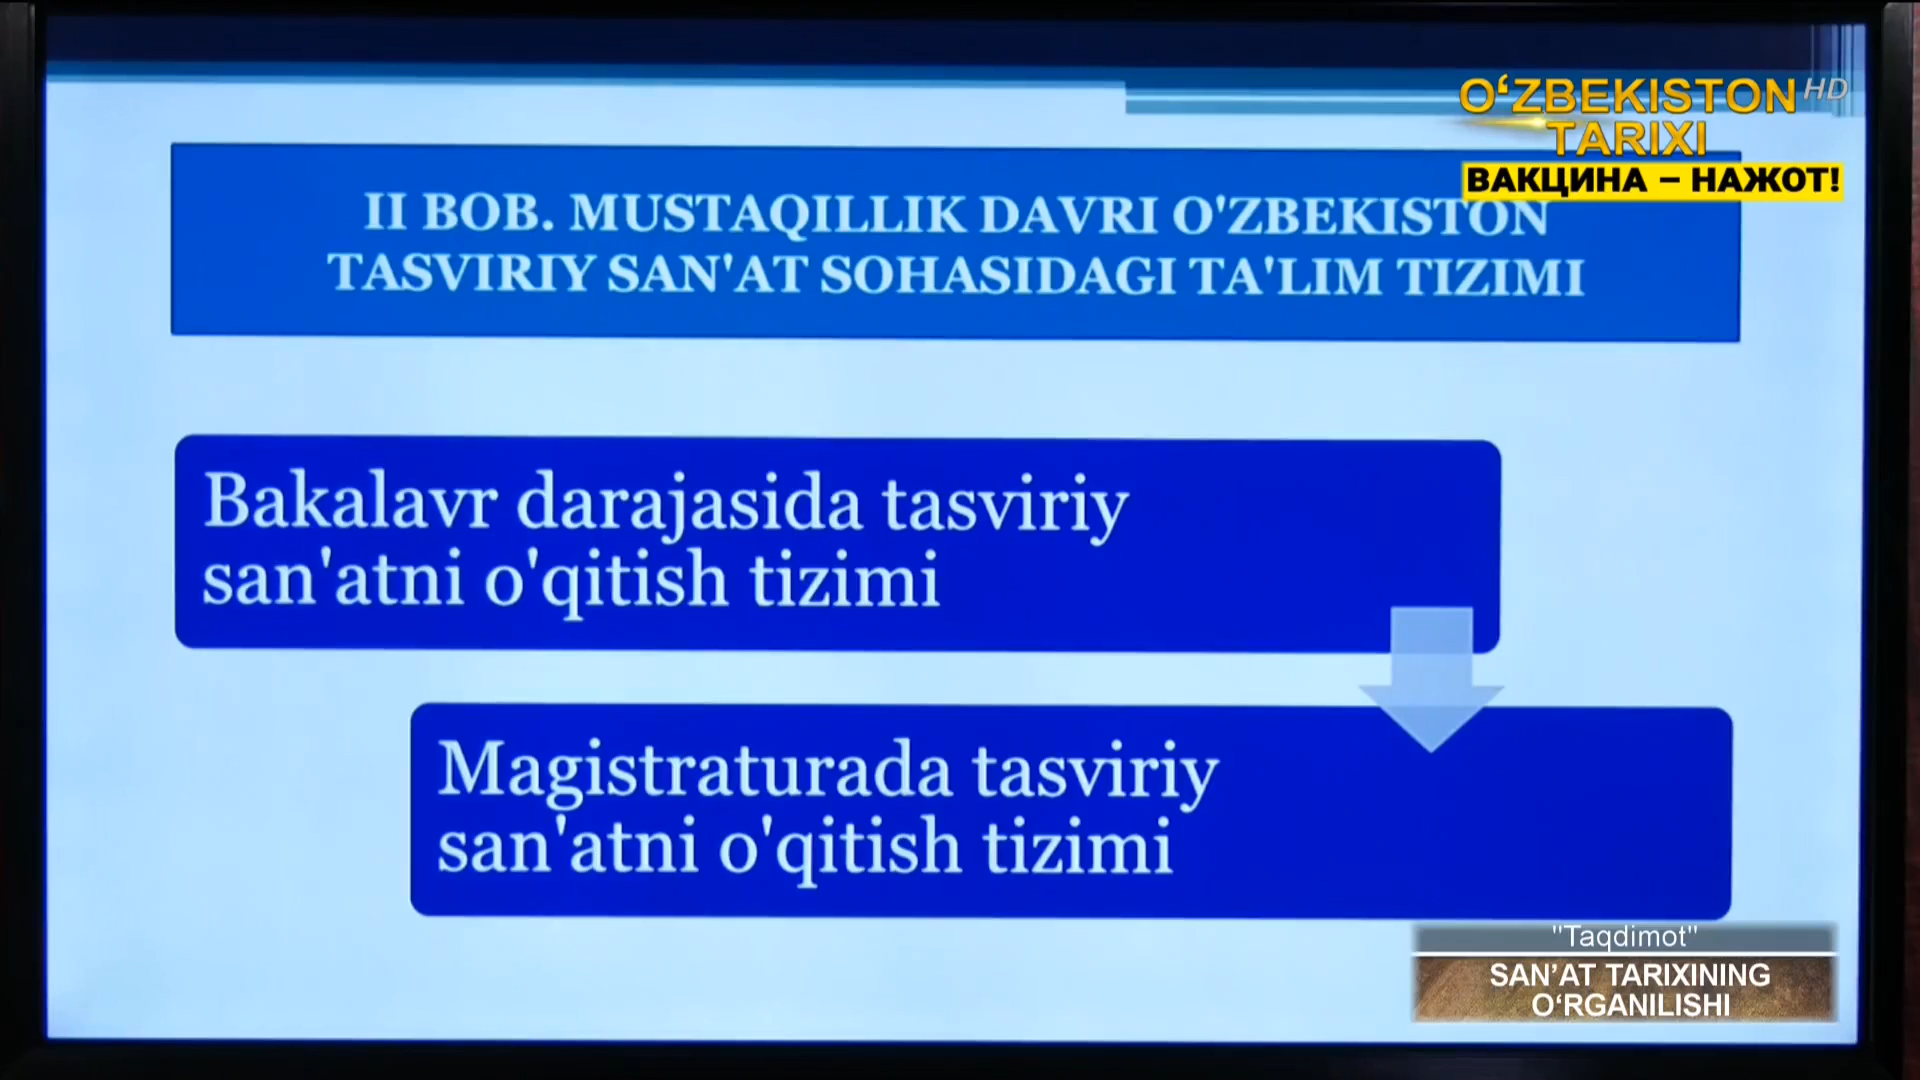 O‘ZBEKISTON HD
TARIXI
ВАКЦИНА – НАЖОТ!
II BOB. MUSTAQILLIK DAVRI O'ZBEKISTON
TASVIRIY SAN'AT SOHASIDAGI TA'LIM TIZIMI
Bakalavr darajasida tasviriy
san'atni o'qitish tizimi
Magistraturada tasviriy
san'atni o'qitish tizimi
"Taqdimot"
SAN’AT TARIXINING
O‘RGANILISHI